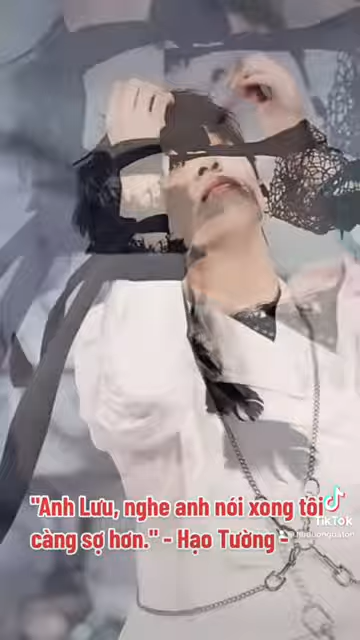 "Anh Lưu, nghe anh nói xong tôi
càng sợ hơn." - Hạo Tường -
TikTok